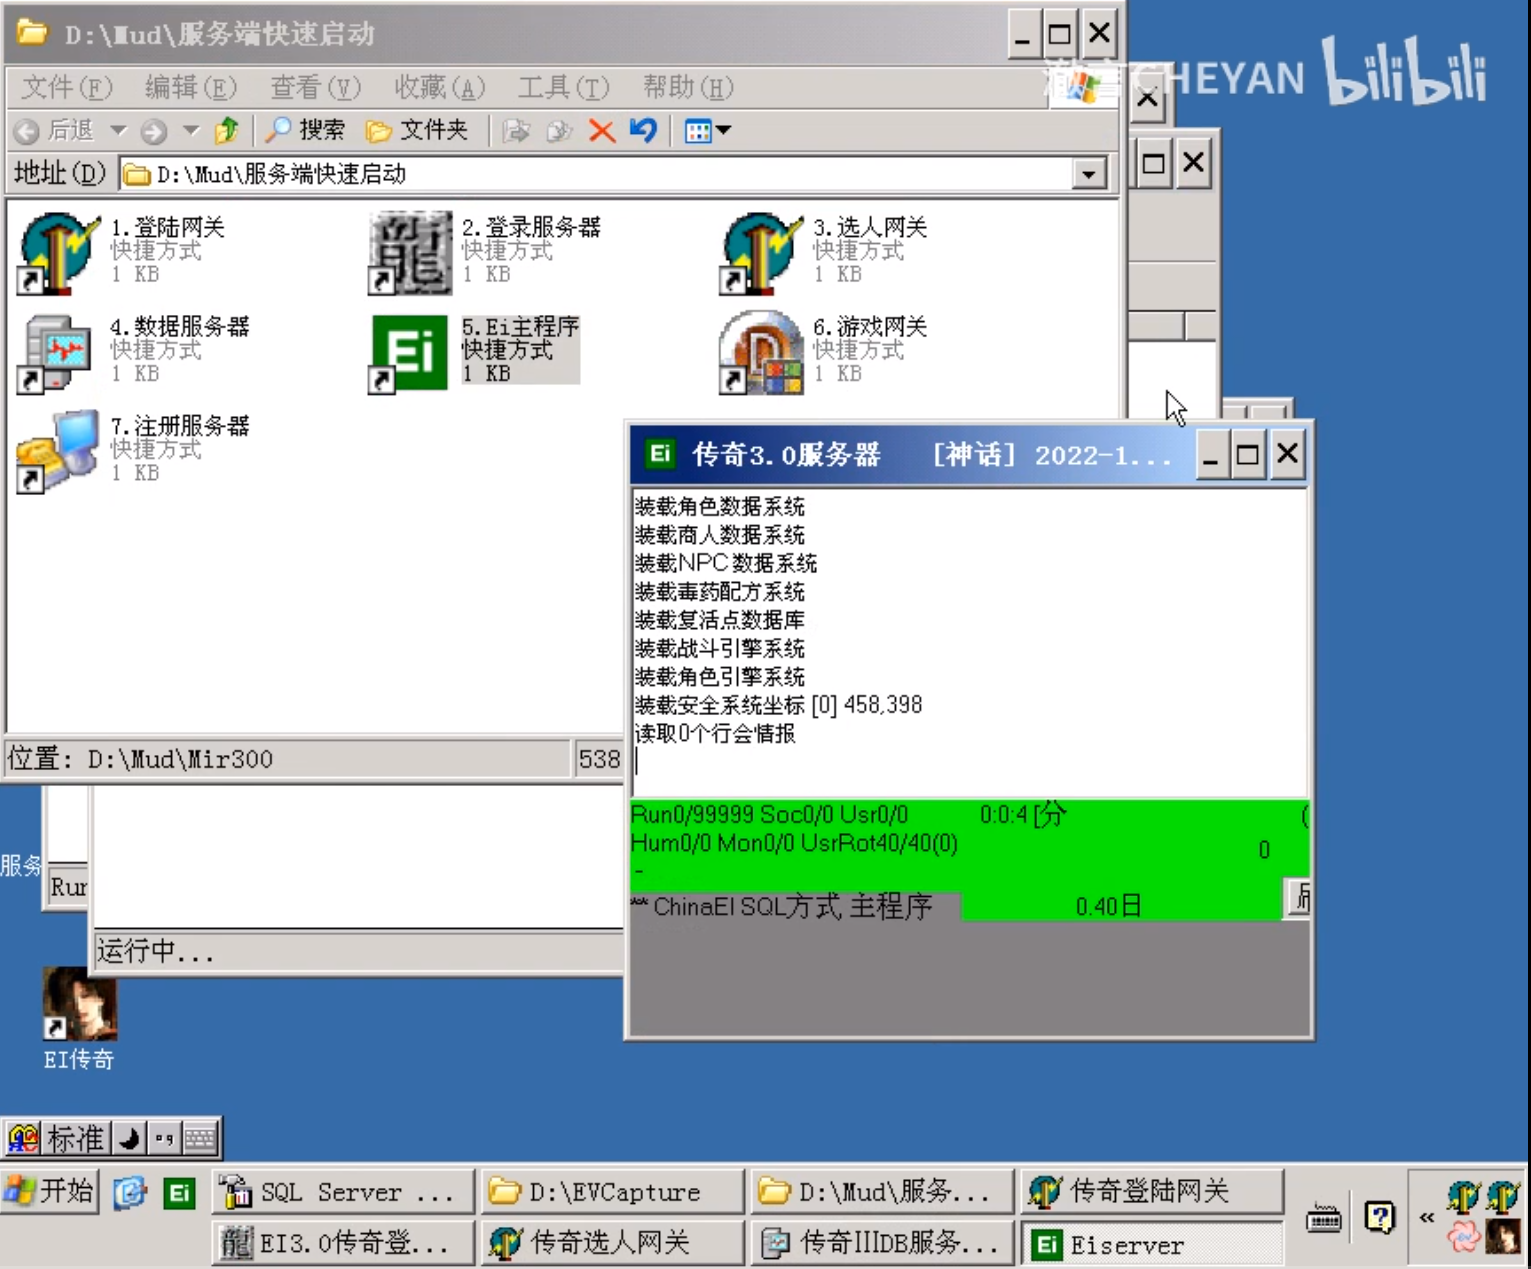 D:\Mud\服务端快速启动
CHEYAN bilibili
文件(F) 编辑(E) 查看(V) 收藏(A) 工具(T) 帮助(H)
后退 搜索 文件夹
地址(D) D:\Mud\服务端快速启动
1.登陆网关
快捷方式
1 KB
2.登录服务器
快捷方式
1 KB
3.选人网关
快捷方式
1 KB
4.数据服务器
快捷方式
1 KB
5.Ei主程序
快捷方式
1 KB
6.游戏网关
快捷方式
1 KB
7.注册服务器
快捷方式
1 KB
位置: D:\Mud\Mir300 538
Ei 传奇3.0服务器 [神话] 2022-1...
装载角色数据系统
装载商人数据系统
装载NPC数据系统
装载毒药配方系统
装载复活点数据库
装载战斗引擎系统
装载角色引擎系统
装载安全系统坐标 [0] 458,398
读取0个行会情报
Run0/99999 Soc0/0 Usr0/0 0:0:4 [分 (
Hum0/0 Mon0/0 UsrRot40/40(0) 0
-
*** ChinaEI SQL方式 主程序 0.40日
服务
Run
运行中...
EI传奇
标准
开始 Ei SQL Server ... D:\EVCapture D:\Mud\服务... 传奇登陆网关
EI3.0传奇登... 传奇选人网关 传奇IIIDB服务... Ei Eiserver